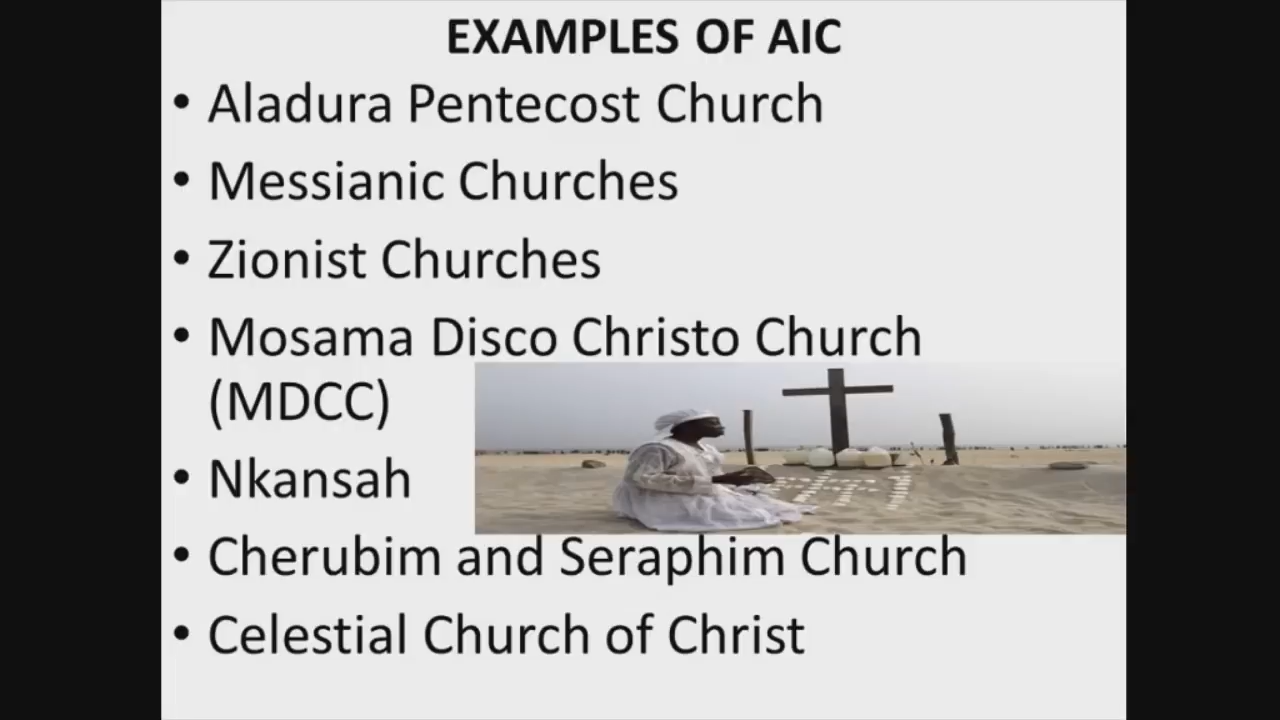 EXAMPLES OF AIC
• Aladura Pentecost Church
• Messianic Churches
• Zionist Churches
• Mosama Disco Christo Church
(MDCC)
• Nkansah
• Cherubim and Seraphim Church
• Celestial Church of Christ